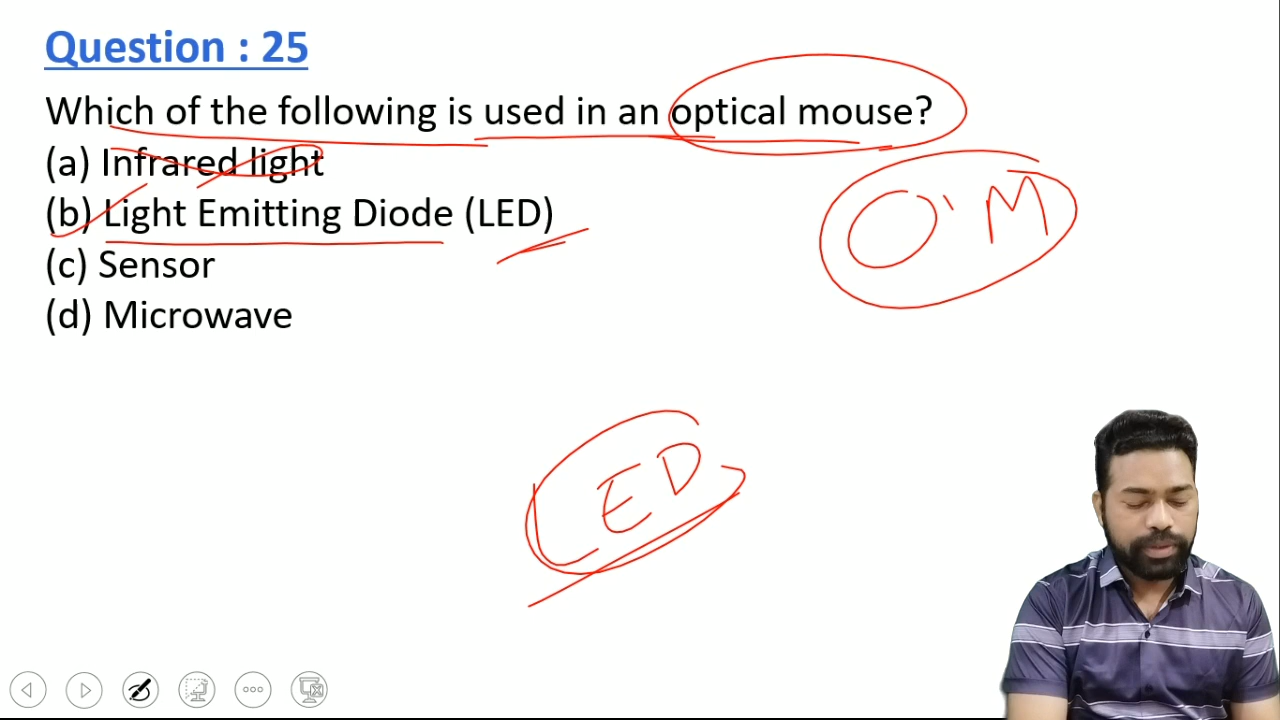 Question : 25
Which of the following is used in an optical mouse?
(a) Infrared light
(b) Light Emitting Diode (LED)
(c) Sensor
(d) Microwave
O'M
LED